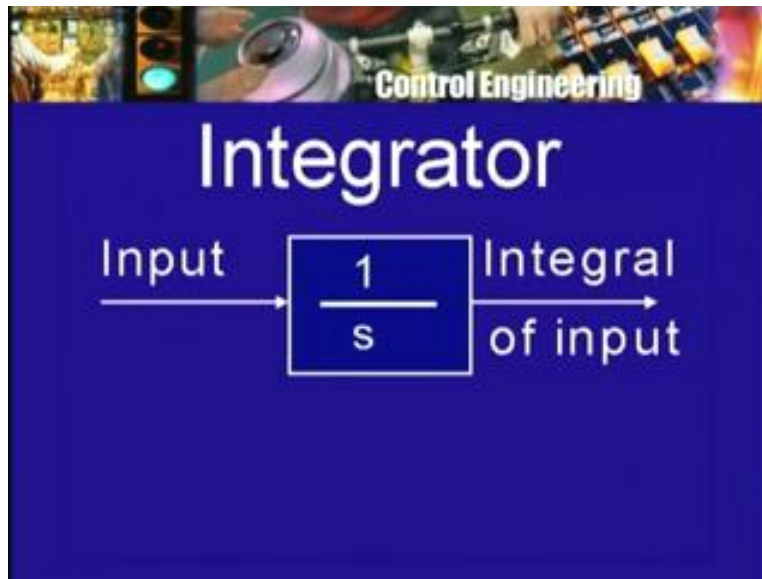 Control Engineering
Integrator
Input
1
s
Integral
of input